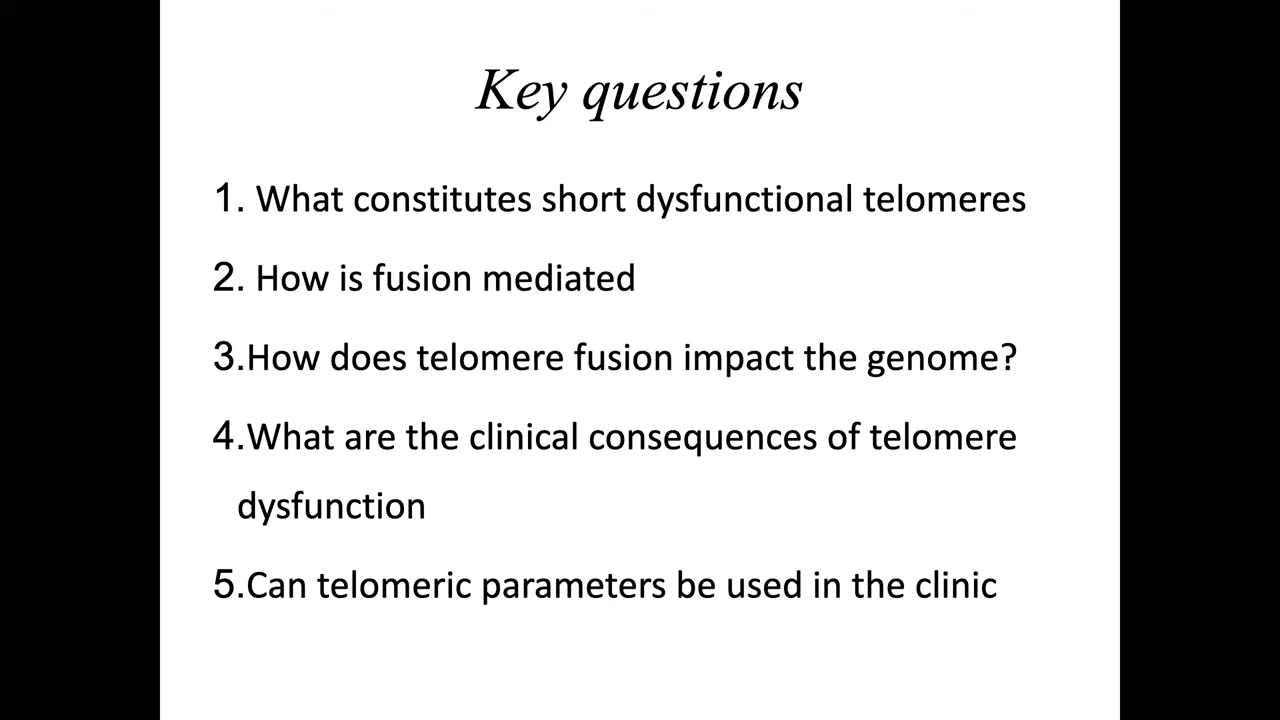 Key questions
1. What constitutes short dysfunctional telomeres
2. How is fusion mediated
3.How does telomere fusion impact the genome?
4.What are the clinical consequences of telomere
dysfunction
5.Can telomeric parameters be used in the clinic